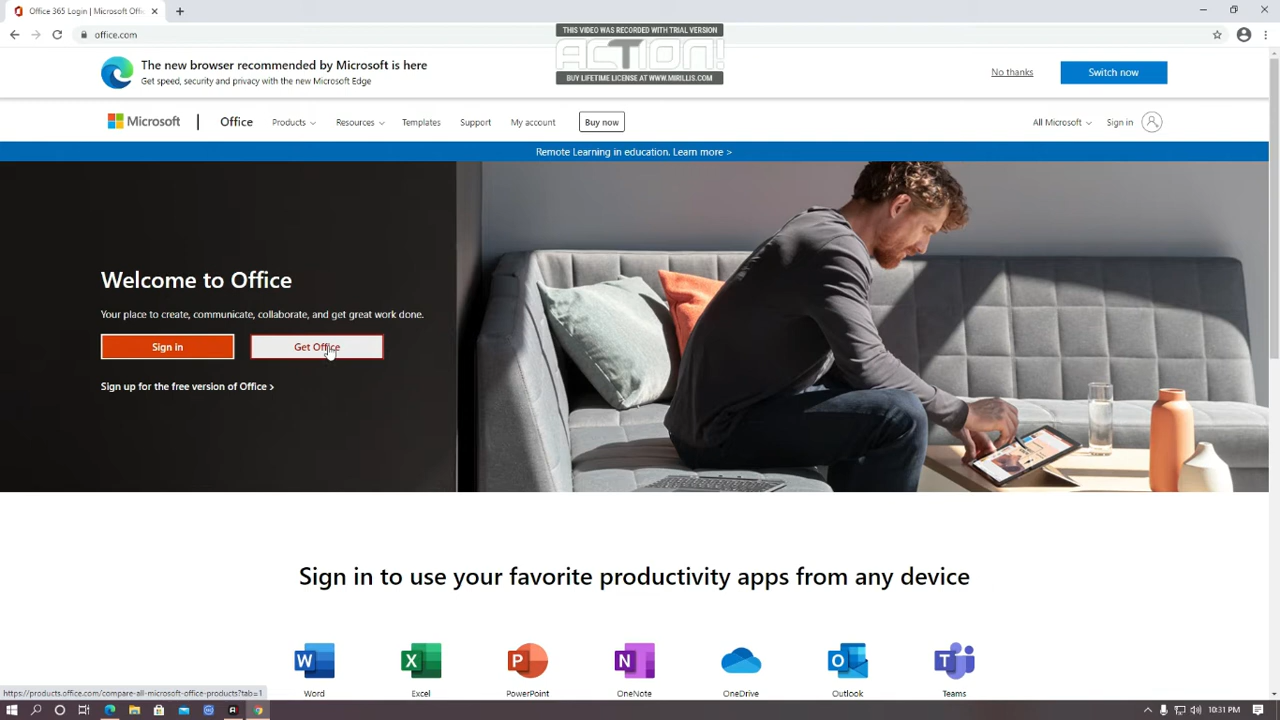 Office 365 Login | Microsoft Offic
office.com
THIS VIDEO WAS RECORDED WITH TRIAL VERSION
ACTION!
BUY LIFETIME LICENSE AT WWW.MIRILLIS.COM
The new browser recommended by Microsoft is here
Get speed, security and privacy with the new Microsoft Edge
No thanks
Switch now
Microsoft
Office
Products
Resources
Templates
Support
My account
Buy now
All Microsoft
Sign in
Remote Learning in education. Learn more >
Welcome to Office
Your place to create, communicate, collaborate, and get great work done.
Sign in
Get Office
Sign up for the free version of Office >
Sign in to use your favorite productivity apps from any device
W
X
P
N
O
T
Word
Excel
PowerPoint
OneNote
OneDrive
Outlook
Teams
https://products.office.com/compare-all-microsoft-office-products?tab=1
10:31 PM